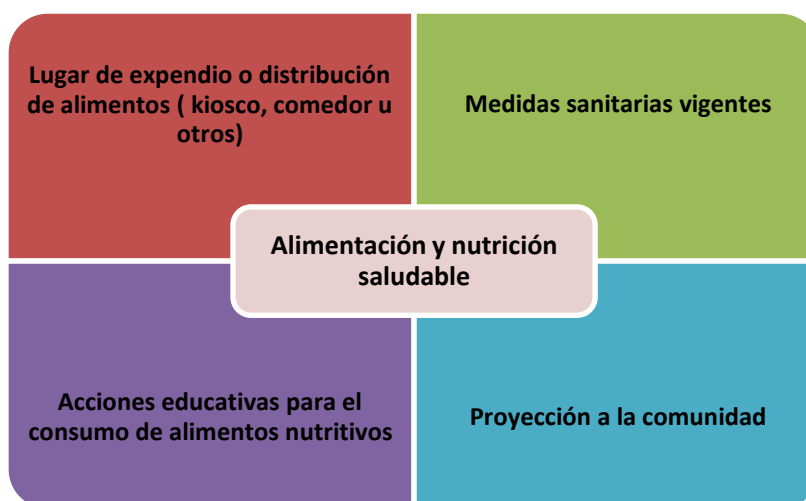 Lugar de expendio o distribución
de alimentos ( kiosco, comedor u
otros)
Medidas sanitarias vigentes
Alimentación y nutrición
saludable
Acciones educativas para el
consumo de alimentos nutritivos
Proyección a la comunidad